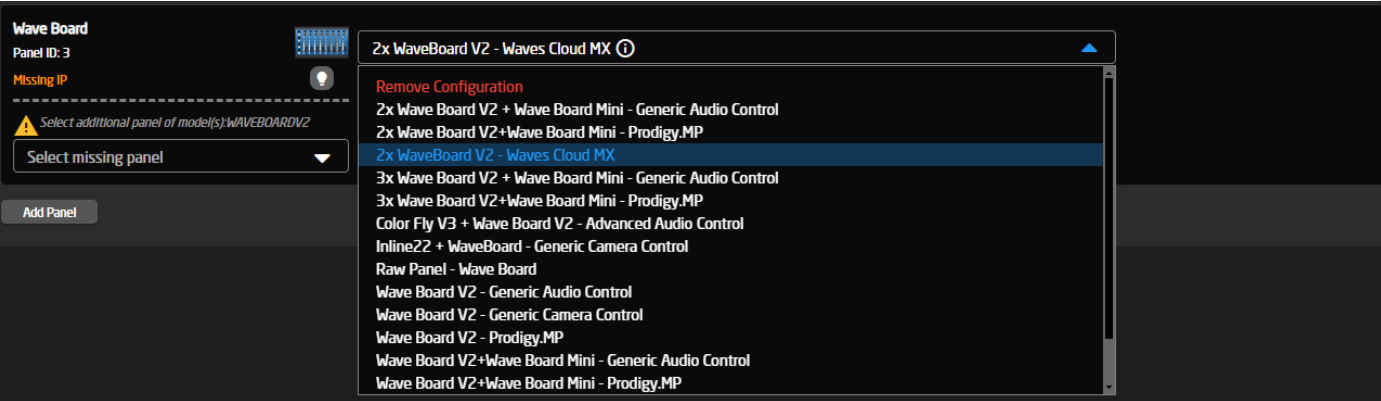 Wave Board
Panel ID: 3
Missing IP
Select additional panel of model(s):WAVEBOARDV2
Select missing panel
Add Panel
2x WaveBoard V2 - Waves Cloud MX
Remove Configuration
2x Wave Board V2 + Wave Board Mini - Generic Audio Control
2x Wave Board V2+Wave Board Mini - Prodigy.MP
2x WaveBoard V2 - Waves Cloud MX
3x Wave Board V2 + Wave Board Mini - Generic Audio Control
3x Wave Board V2+Wave Board Mini - Prodigy.MP
Color Fly V3 + Wave Board V2 - Advanced Audio Control
Inline22 + WaveBoard - Generic Camera Control
Raw Panel - Wave Board
Wave Board V2 - Generic Audio Control
Wave Board V2 - Generic Camera Control
Wave Board V2 - Prodigy.MP
Wave Board V2+Wave Board Mini - Generic Audio Control
Wave Board V2+Wave Board Mini - Prodigy.MP